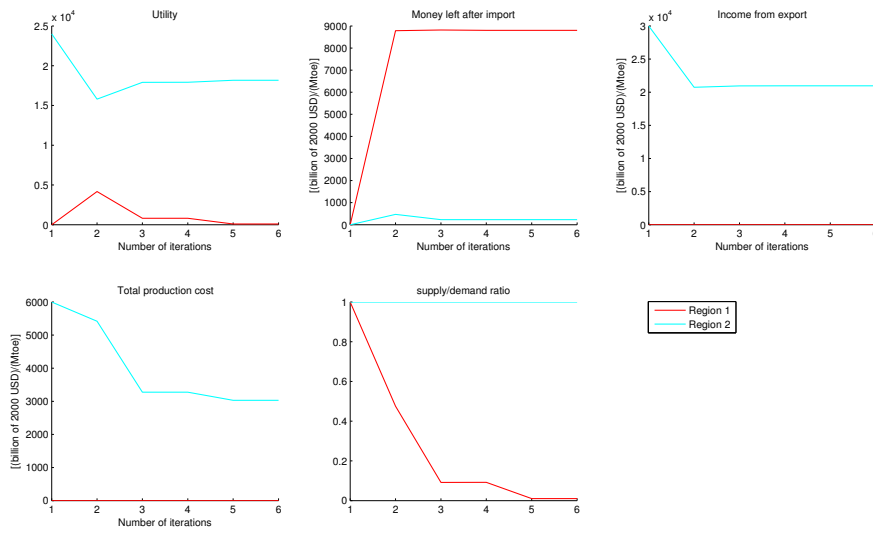 Utility
x 10^4
2.5
2
1.5
1
0.5
0
1 2 3 4 5 6
Number of iterations
Money left after import
[(billion of 2000 USD)/(Mtoe)]
9000
8000
7000
6000
5000
4000
3000
2000
1000
0
1 2 3 4 5 6
Number of iterations
Income from export
x 10^4
[(billion of 2000 USD)/(Mtoe)]
3
2.5
2
1.5
1
0.5
0
1 2 3 4 5
Number of iterations
Total production cost
[(billion of 2000 USD)/(Mtoe)]
6000
5000
4000
3000
2000
1000
0
1 2 3 4 5 6
Number of iterations
supply/demand ratio
1
0.8
0.6
0.4
0.2
0
1 2 3 4 5 6
Region 1
Region 2